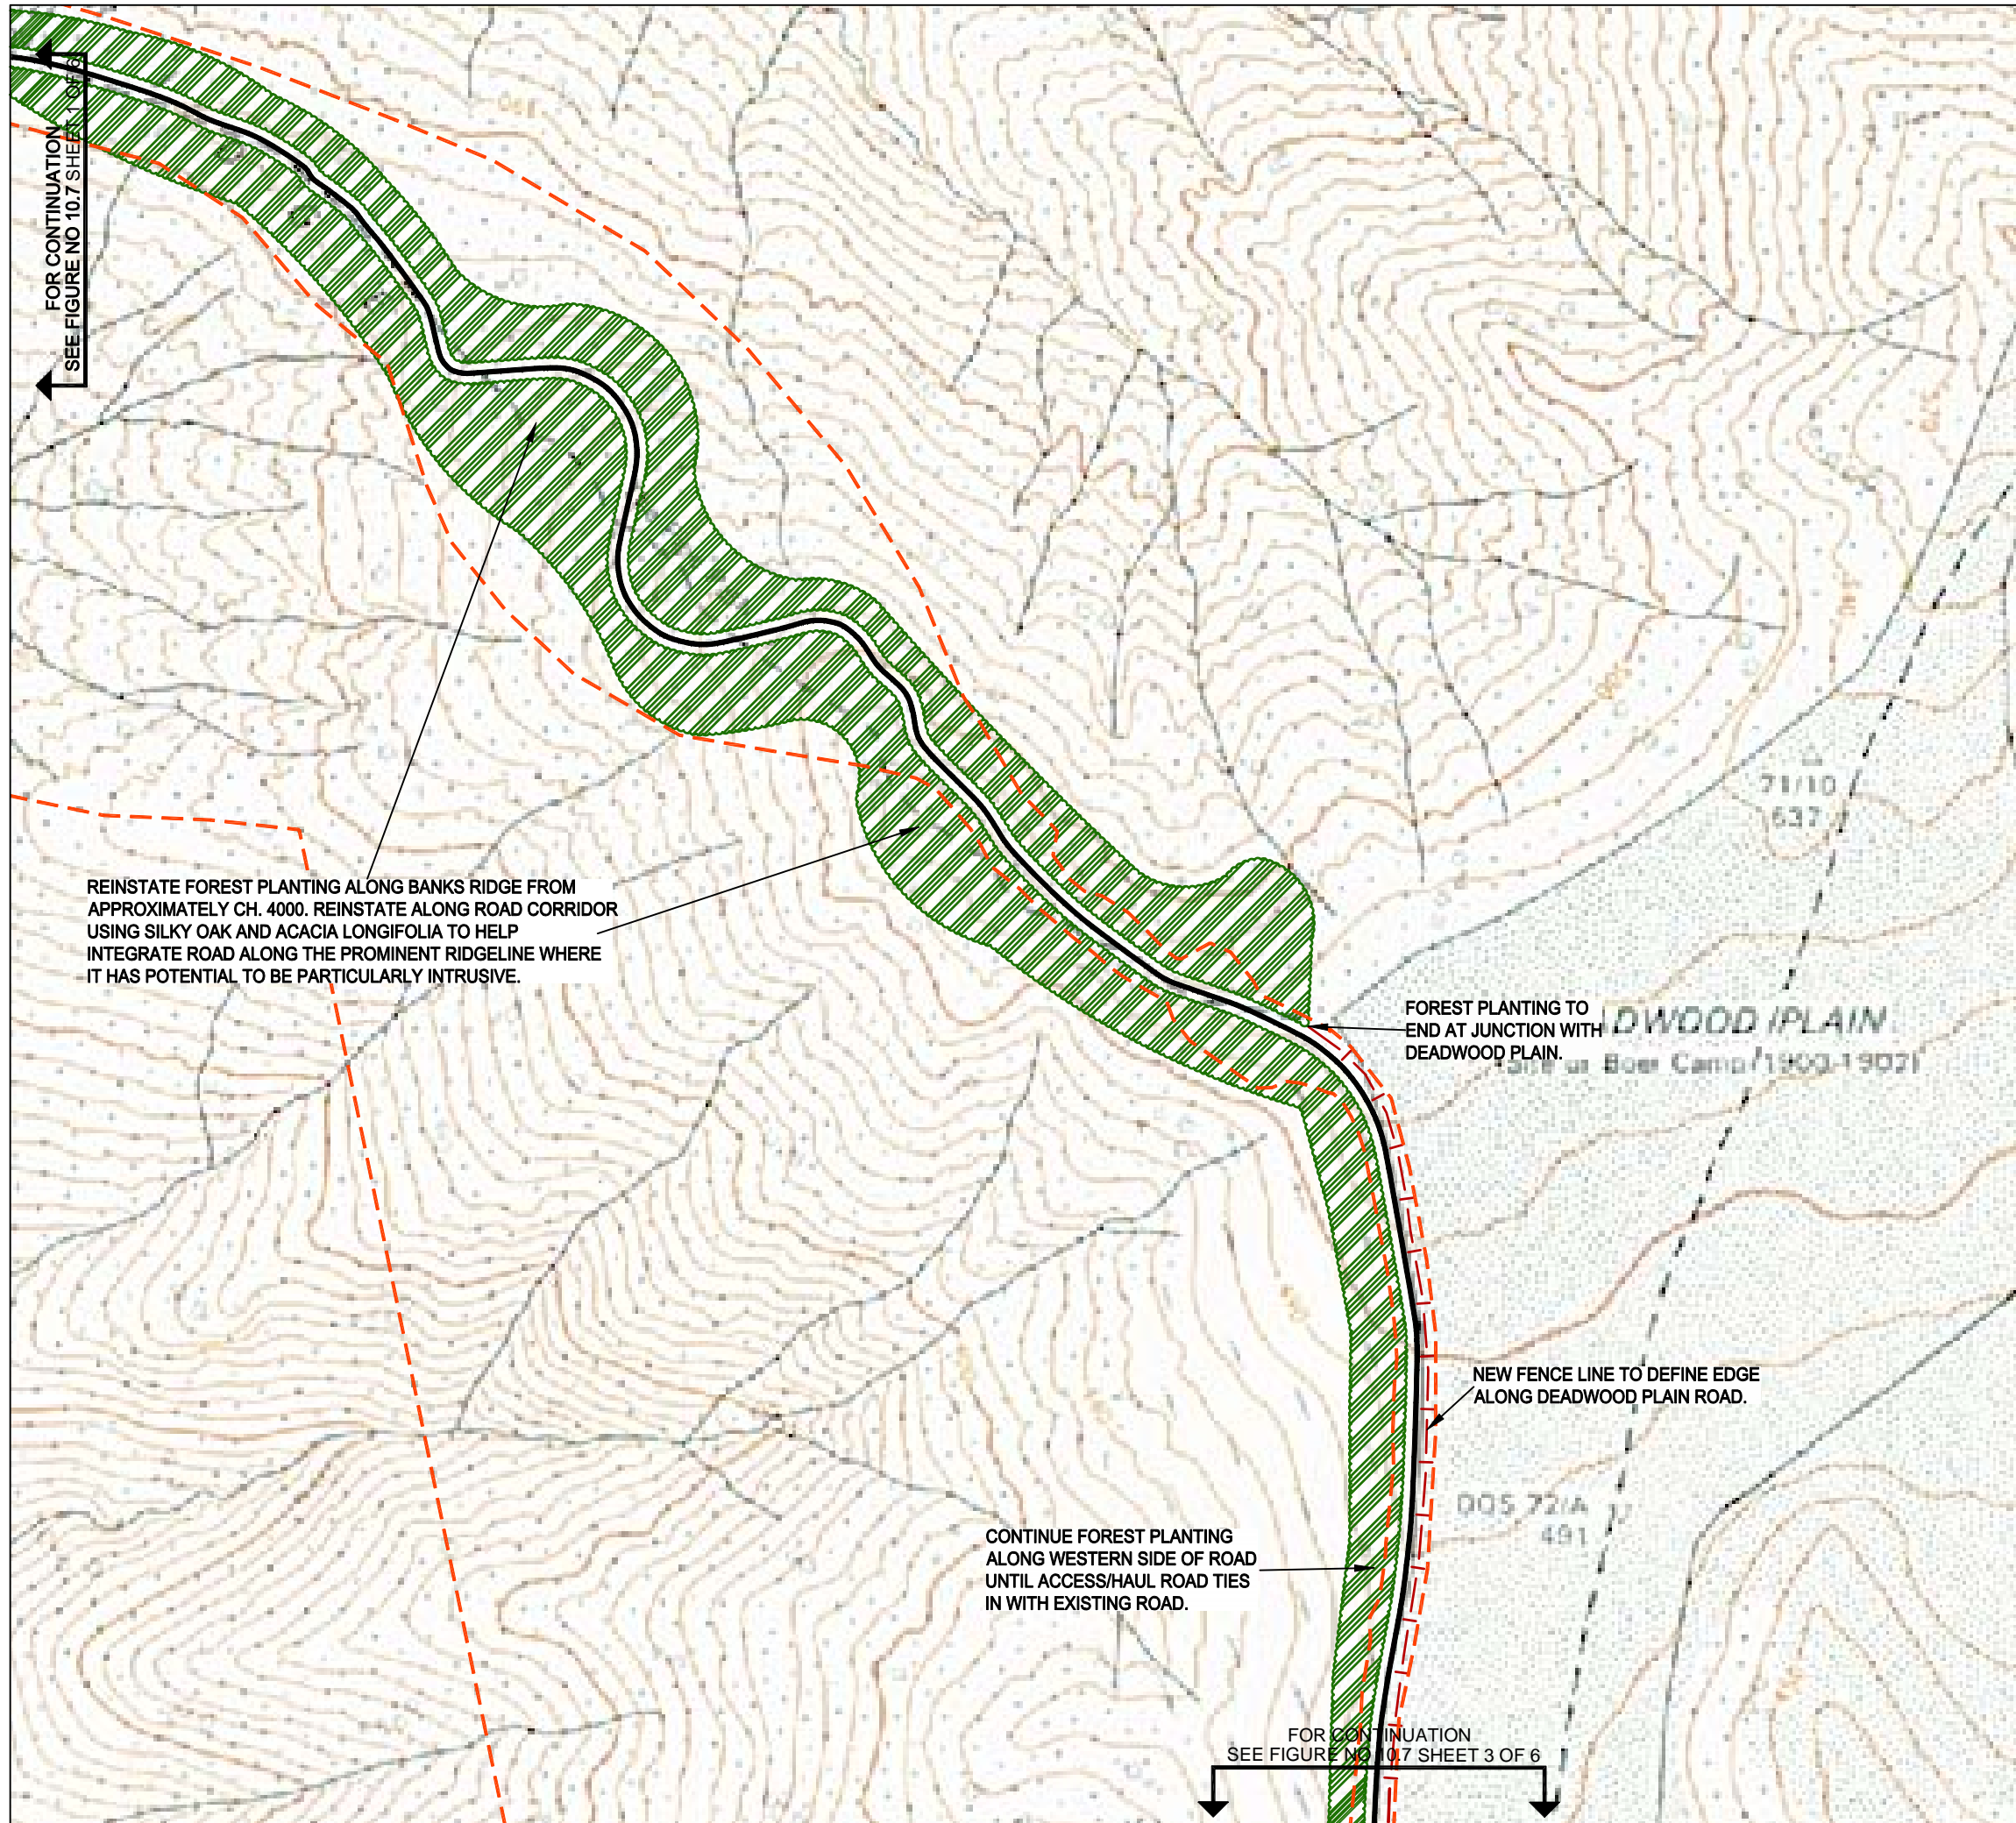 FOR CONTINUATION
SEE FIGURE NO 10.7 SHEET 1 OF 6
REINSTATE FOREST PLANTING ALONG BANKS RIDGE FROM
APPROXIMATELY CH. 4000. REINSTATE ALONG ROAD CORRIDOR
USING SILKY OAK AND ACACIA LONGIFOLIA TO HELP
INTEGRATE ROAD ALONG THE PROMINENT RIDGELINE WHERE
IT HAS POTENTIAL TO BE PARTICULARLY INTRUSIVE.
71/10
637
FOREST PLANTING TO
END AT JUNCTION WITH
DEADWOOD PLAIN.
DWOOD PLAIN
Boer Camp 1900-1902)
NEW FENCE LINE TO DEFINE EDGE
ALONG DEADWOOD PLAIN ROAD.
DOS 72/A
491
CONTINUE FOREST PLANTING
ALONG WESTERN SIDE OF ROAD
UNTIL ACCESS/HAUL ROAD TIES
IN WITH EXISTING ROAD.
FOR CONTINUATION
SEE FIGURE NO 10.7 SHEET 3 OF 6